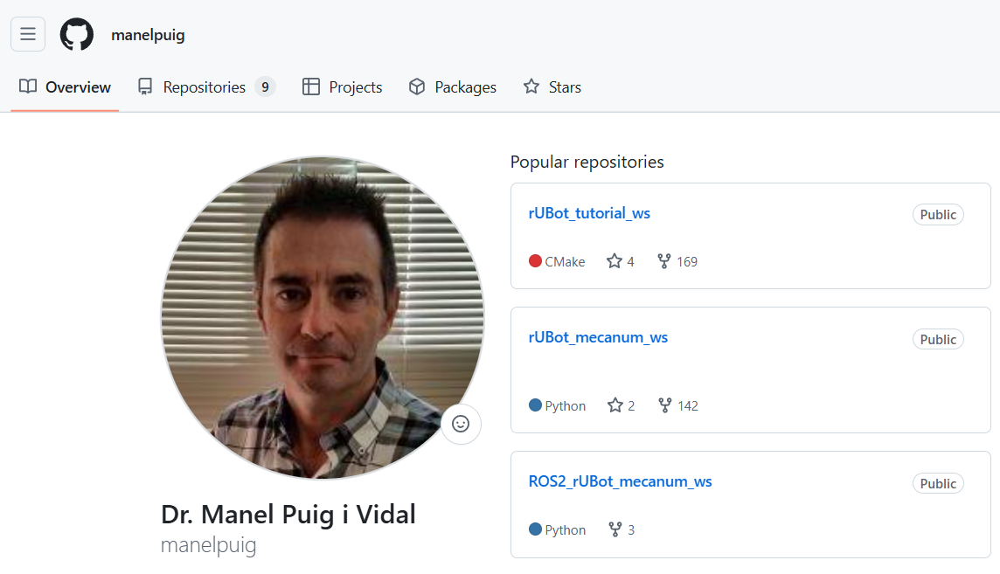 manelpuig
Overview Repositories 9 Projects Packages Stars
Popular repositories
rUBot_tutorial_ws Public
CMake 4 169
rUBot_mecanum_ws Public
Python 2 142
ROS2_rUBot_mecanum_ws Public
Python 3
Dr. Manel Puig i Vidal
manelpuig